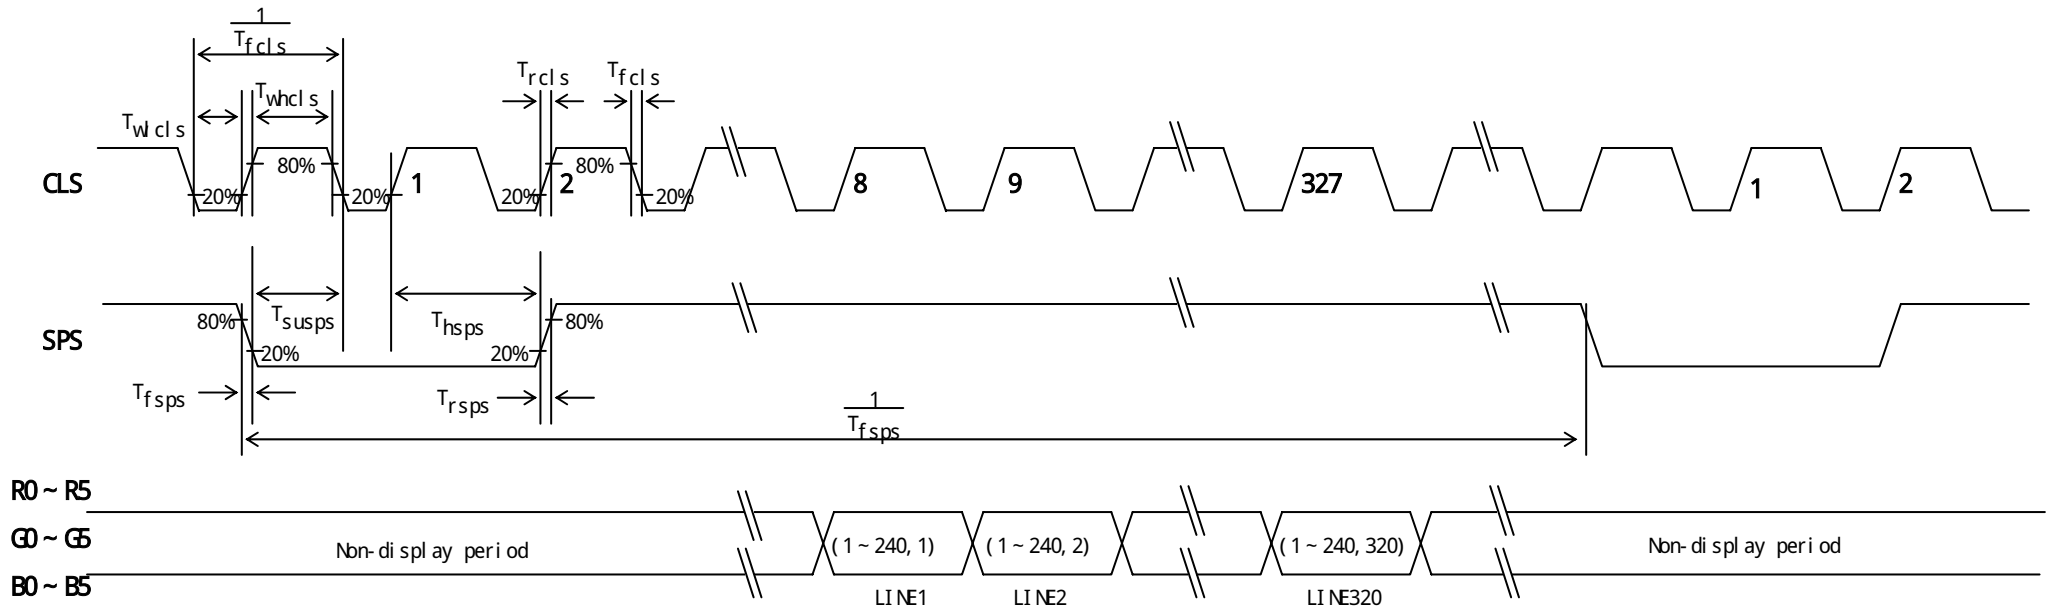 1
Tfcls
Twhcls
Twlcls
Trcls
Tfcls
CLS
80%
80%
20%
20%
1
20%
2
20%
8
9
327
1
2
SPS
80%
Tsusps
Thsps
80%
20%
20%
Tfsps
Trsps
1
Tfsps
R0 ~ R5
G0 ~ G5
B0 ~ B5
Non-display period
(1 ~ 240, 1)
(1 ~ 240, 2)
(1 ~ 240, 320)
Non-display period
LINE1
LINE2
LINE320